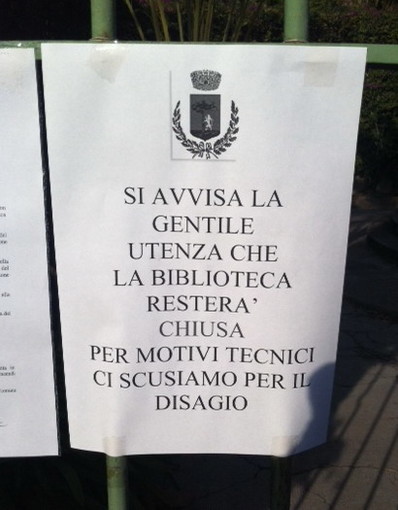 SI AVVISA LA
GENTILE
UTENZA CHE
LA BIBLIOTECA
RESTERA'
CHIUSA
PER MOTIVI TECNICI
CI SCUSIAMO PER IL
DISAGIO